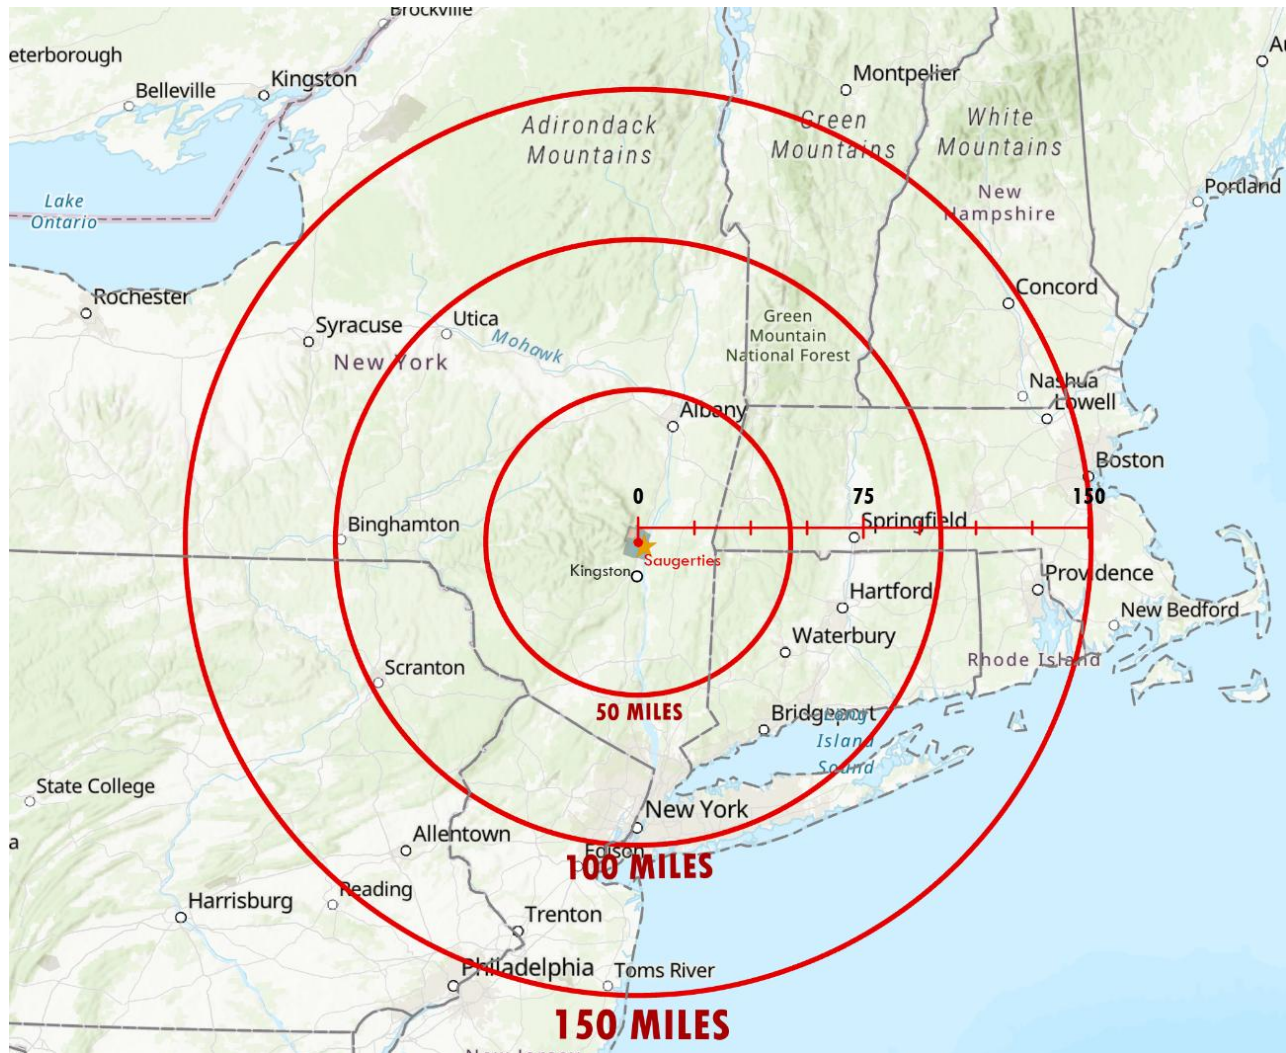 Brockville
eterborough
Belleville
Kingston
Montpelier
Adirondack
Mountains
Green
Mountains
White
Mountains
Lake
Ontario
New
Hampshire
Portland
Rochester
Syracuse
Utica
Mohawk
New York
Green
Mountain
National Forest
Concord
Nashua
Lowell
Albany
Boston
0
75
150
Binghamton
Springfield
Saugerties
Kingston
Hartford
Providence
New Bedford
Waterbury
Scranton
Rhode Island
50 MILES
Bridgeport
Long
Island
Sound
State College
New York
a
Allentown
Edison
100 MILES
Reading
Harrisburg
Trenton
Philadelphia
Toms River
150 MILES
New Jersey